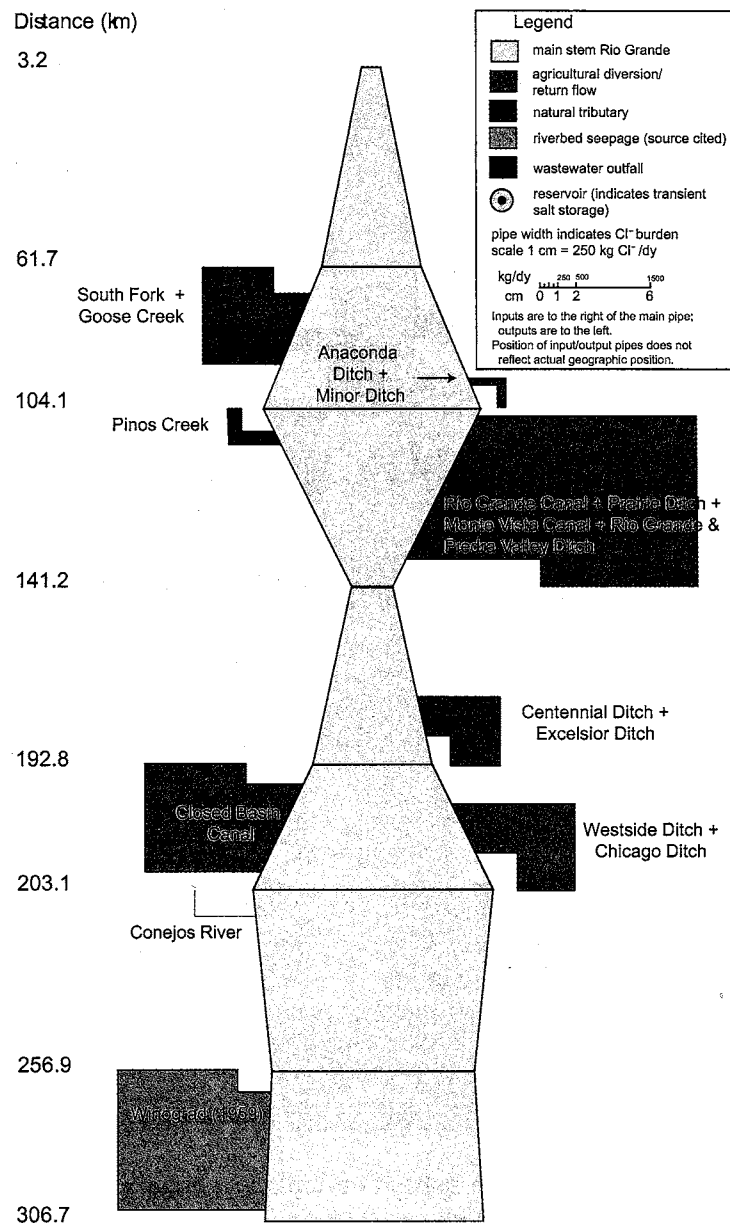 Distance (km)
3.2
61.7
104.1
141.2
192.8
203.1
256.9
306.7
Legend
main stem Rio Grande
agricultural diversion/
return flow
natural tributary
riverbed seepage (source cited)
wastewater outfall
reservoir (indicates transient
salt storage)
pipe width indicates Cl⁻ burden
scale 1 cm = 250 kg Cl⁻/dy
kg/dy 250 500 1500
cm 0 1 2 6
Inputs are to the right of the main pipe;
outputs are to the left.
Position of input/output pipes does not
reflect actual geographic position.
South Fork +
Goose Creek
Anaconda
Ditch +
Minor Ditch
Pinos Creek
Rio Grande Canal + Prairie Ditch +
Monte Vista Canal + Rio Grande &
Piedra Valley Ditch
Centennial Ditch +
Excelsior Ditch
Closed Basin
Canal
Westside Ditch +
Chicago Ditch
Conejos River
Winograd (1959)